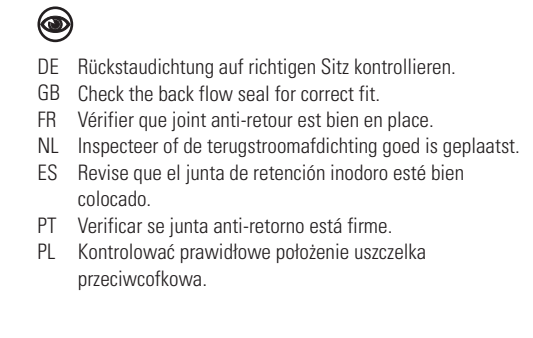 DE Rückstaudichtung auf richtigen Sitz kontrollieren.
GB Check the back flow seal for correct fit.
FR Vérifier que joint anti-retour est bien en place.
NL Inspecteer of de terugstroomafdichting goed is geplaatst.
ES Revise que el junta de retención inodoro esté bien
colocado.
PT Verificar se junta anti-retorno está firme.
PL Kontrolować prawidłowe położenie uszczelka
przeciwcofkowa.